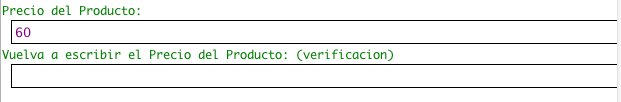 Precio del Producto:
60
Vuelva a escribir el Precio del Producto: (verificacion)